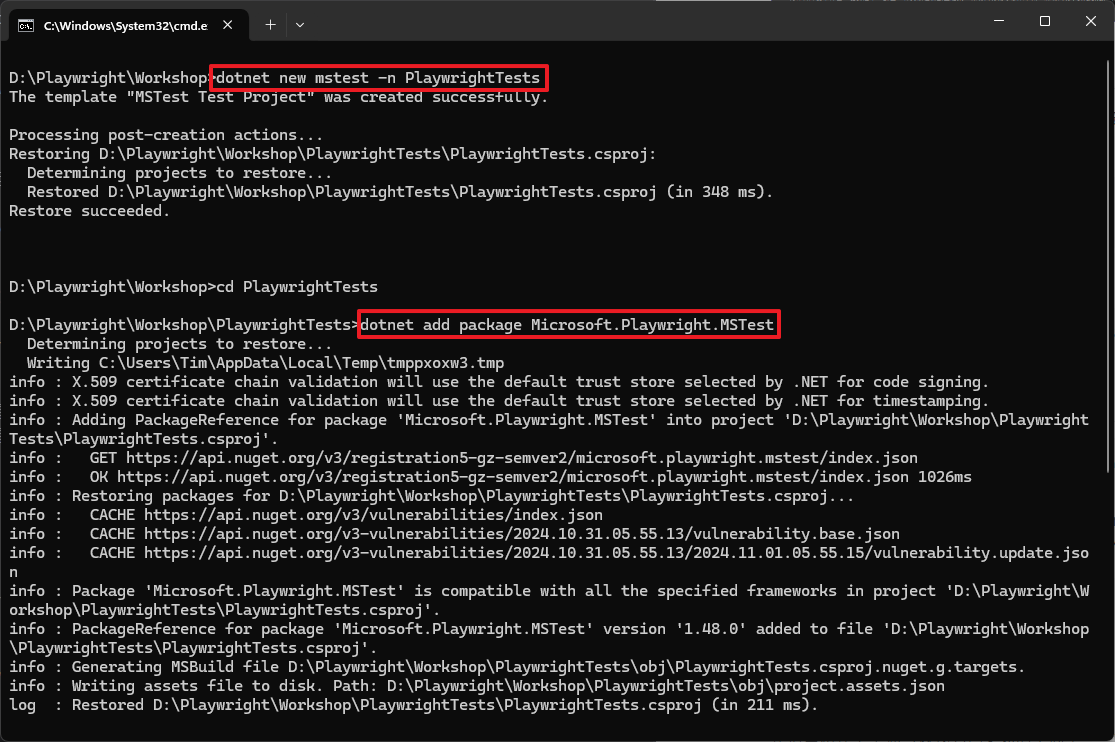 C:\Windows\System32\cmd.e
D:\Playwright\Workshop>dotnet new mstest -n PlaywrightTests
The template "MSTest Test Project" was created successfully.
Processing post-creation actions...
Restoring D:\Playwright\Workshop\PlaywrightTests\PlaywrightTests.csproj:
  Determining projects to restore...
  Restored D:\Playwright\Workshop\PlaywrightTests\PlaywrightTests.csproj (in 348 ms).
Restore succeeded.
D:\Playwright\Workshop>cd PlaywrightTests
D:\Playwright\Workshop\PlaywrightTests>dotnet add package Microsoft.Playwright.MSTest
  Determining projects to restore...
  Writing C:\Users\Tim\AppData\Local\Temp\tmppxoxw3.tmp
info : X.509 certificate chain validation will use the default trust store selected by .NET for code signing.
info : X.509 certificate chain validation will use the default trust store selected by .NET for timestamping.
info : Adding PackageReference for package 'Microsoft.Playwright.MSTest' into project 'D:\Playwright\Workshop\Playwright
Tests\PlaywrightTests.csproj'.
info :   GET https://api.nuget.org/v3/registration5-gz-semver2/microsoft.playwright.mstest/index.json
info :   OK https://api.nuget.org/v3/registration5-gz-semver2/microsoft.playwright.mstest/index.json 1026ms
info : Restoring packages for D:\Playwright\Workshop\PlaywrightTests\PlaywrightTests.csproj...
info :   CACHE https://api.nuget.org/v3/vulnerabilities/index.json
info :   CACHE https://api.nuget.org/v3-vulnerabilities/2024.10.31.05.55.13/vulnerability.base.json
info :   CACHE https://api.nuget.org/v3-vulnerabilities/2024.10.31.05.55.13/2024.11.01.05.55.15/vulnerability.update.jso
n
info : Package 'Microsoft.Playwright.MSTest' is compatible with all the specified frameworks in project 'D:\Playwright\W
orkshop\PlaywrightTests\PlaywrightTests.csproj'.
info : PackageReference for package 'Microsoft.Playwright.MSTest' version '1.48.0' added to file 'D:\Playwright\Workshop
\PlaywrightTests\PlaywrightTests.csproj'.
info : Generating MSBuild file D:\Playwright\Workshop\PlaywrightTests\obj\PlaywrightTests.csproj.nuget.g.targets.
info : Writing assets file to disk. Path: D:\Playwright\Workshop\PlaywrightTests\obj\project.assets.json
log  : Restored D:\Playwright\Workshop\PlaywrightTests\PlaywrightTests.csproj (in 211 ms).